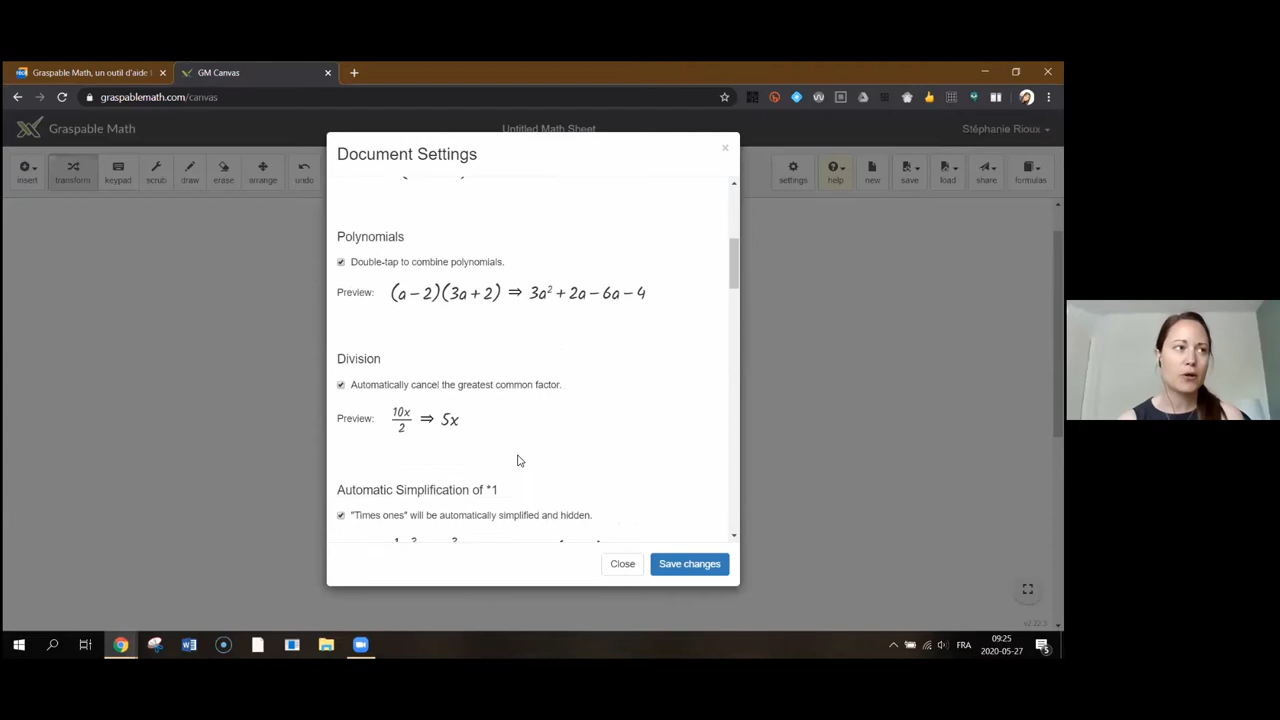 Graspable Math, un outil d'aide
GM Canvas
graspablemath.com/canvas
Graspable Math
Untitled Math Sheet
Stéphanie Rioux
insert
transform
keypad
scrub
draw
erase
arrange
undo
settings
help
new
save
load
share
formulas
Document Settings
Polynomials
Double-tap to combine polynomials.
Preview: (a − 2)(3a + 2) ⇒ 3a² + 2a − 6a − 4
Division
Automatically cancel the greatest common factor.
Preview: 10x/2 ⇒ 5x
Automatic Simplification of *1
"Times ones" will be automatically simplified and hidden.
Close
Save changes
v2.22.3
FRA
09:25
2020-05-27
5